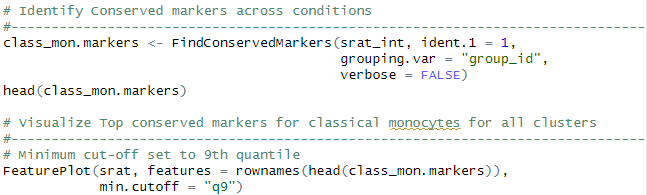 # Identify Conserved markers across conditions
#-------------------------------------------------------------------------------
class_mon.markers <- FindConservedMarkers(srat_int, ident.1 = 1,
grouping.var = "group_id",
verbose = FALSE)
head(class_mon.markers)
# Visualize Top conserved markers for classical monocytes for all clusters
#-------------------------------------------------------------------------------
# Minimum cut-off set to 9th quantile
FeaturePlot(srat, features = rownames(head(class_mon.markers)),
min.cutoff = "q9")